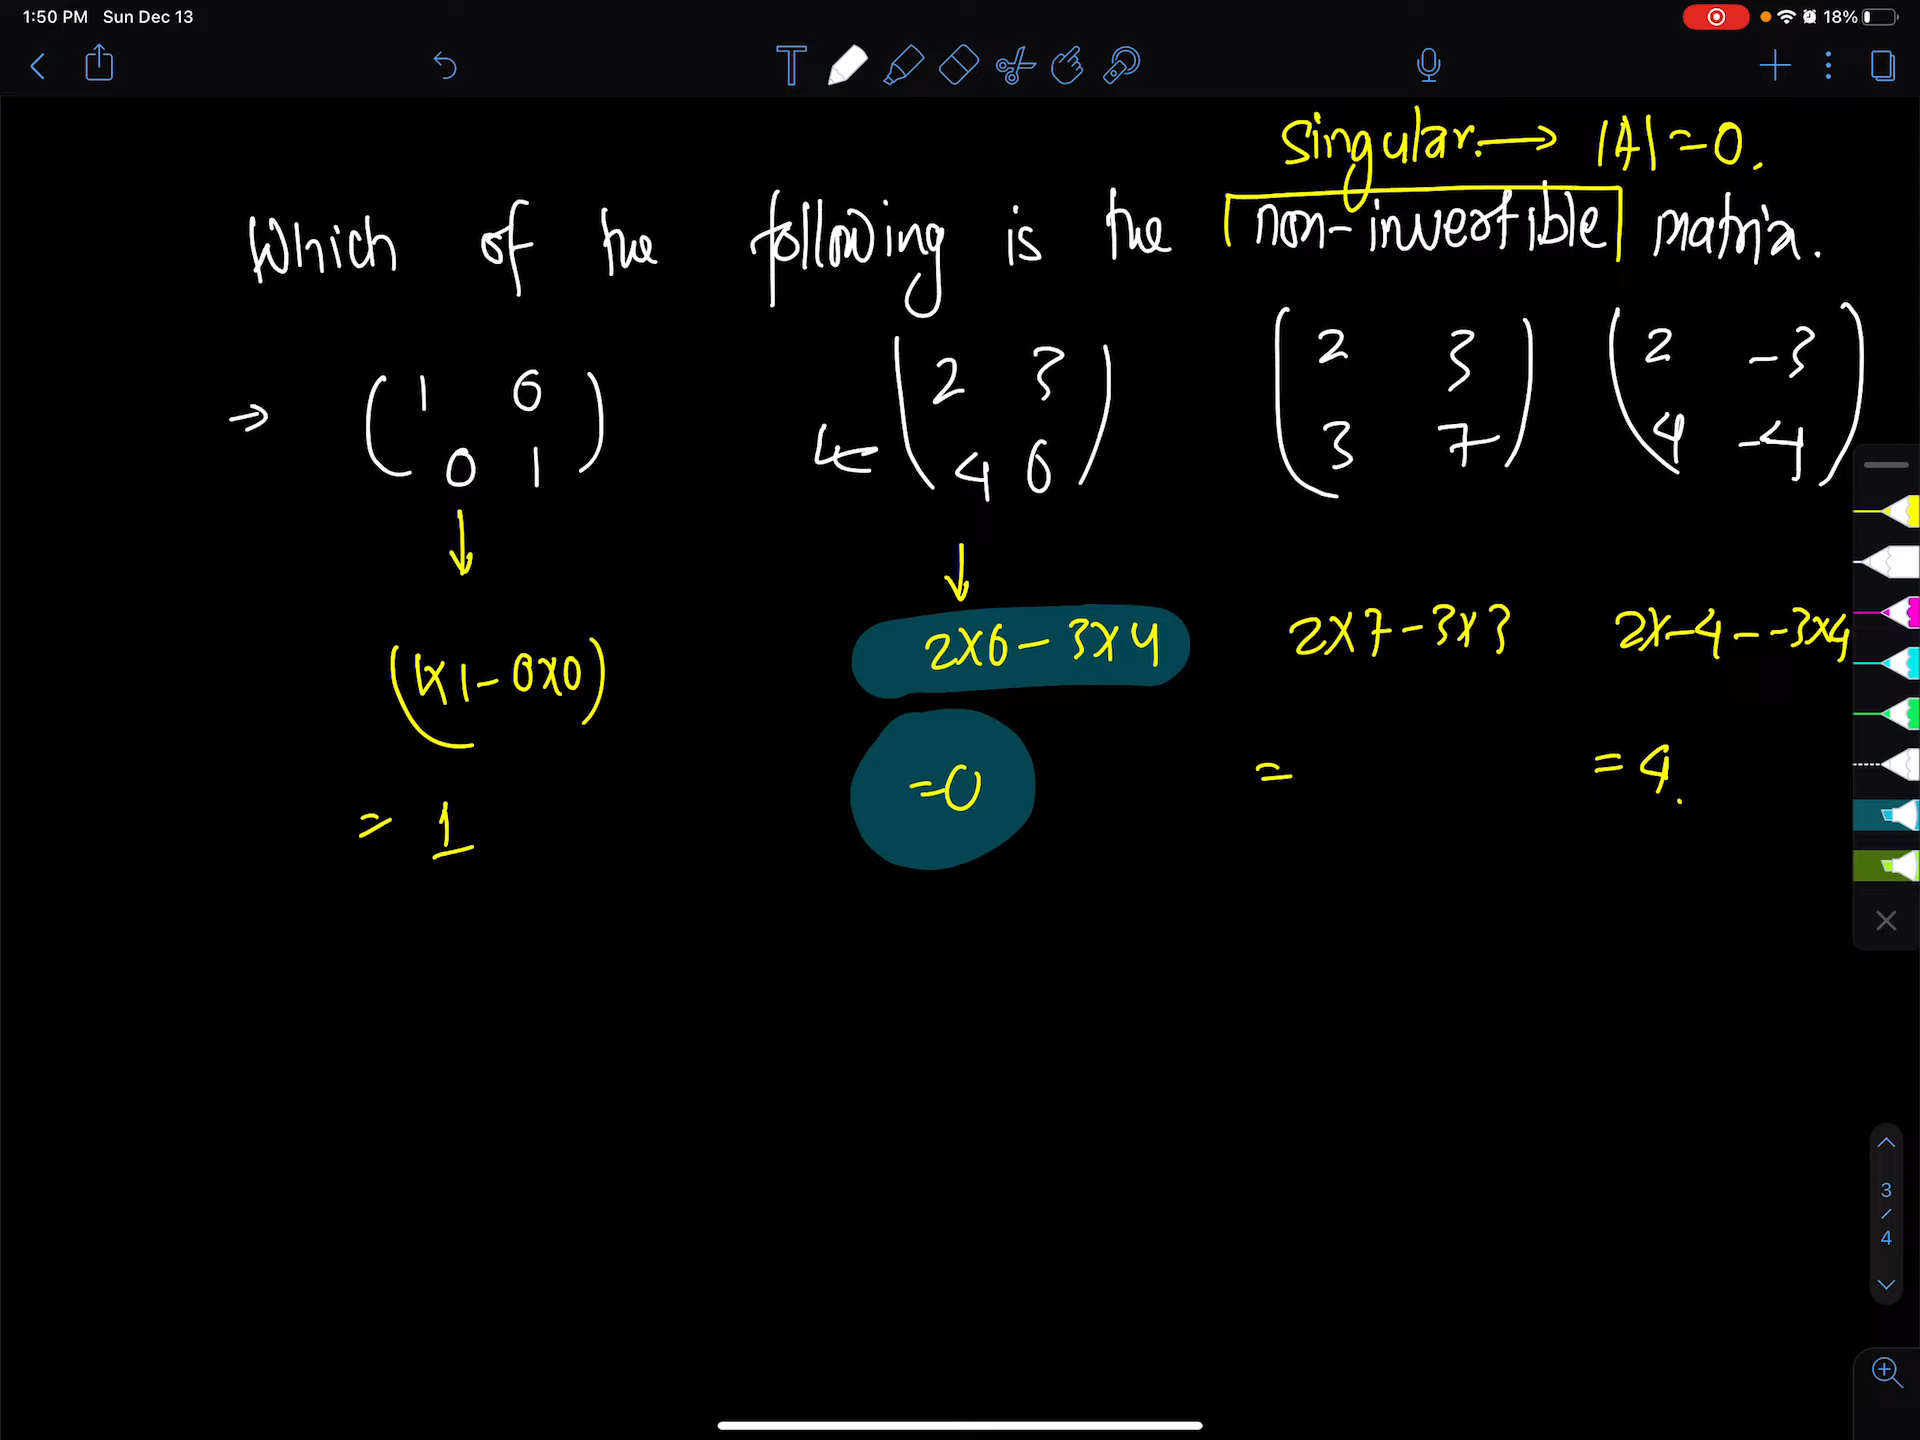 1:50 PM Sun Dec 13
18%
Singular. → |A| = 0.
Which of the following is the non-invertible matrix.
→ ( 1 0 ) ( 2 3 ) ( 2 3 ) ( 2 -3 )
( 0 1 ) ( 4 6 ) ( 3 7 ) ( 4 -4 )
↓ ↓
(1×1-0×0) 2×6-3×4 2×7-3×3 2×-4--3×4
= 1 =0 = =4.
3
/
4